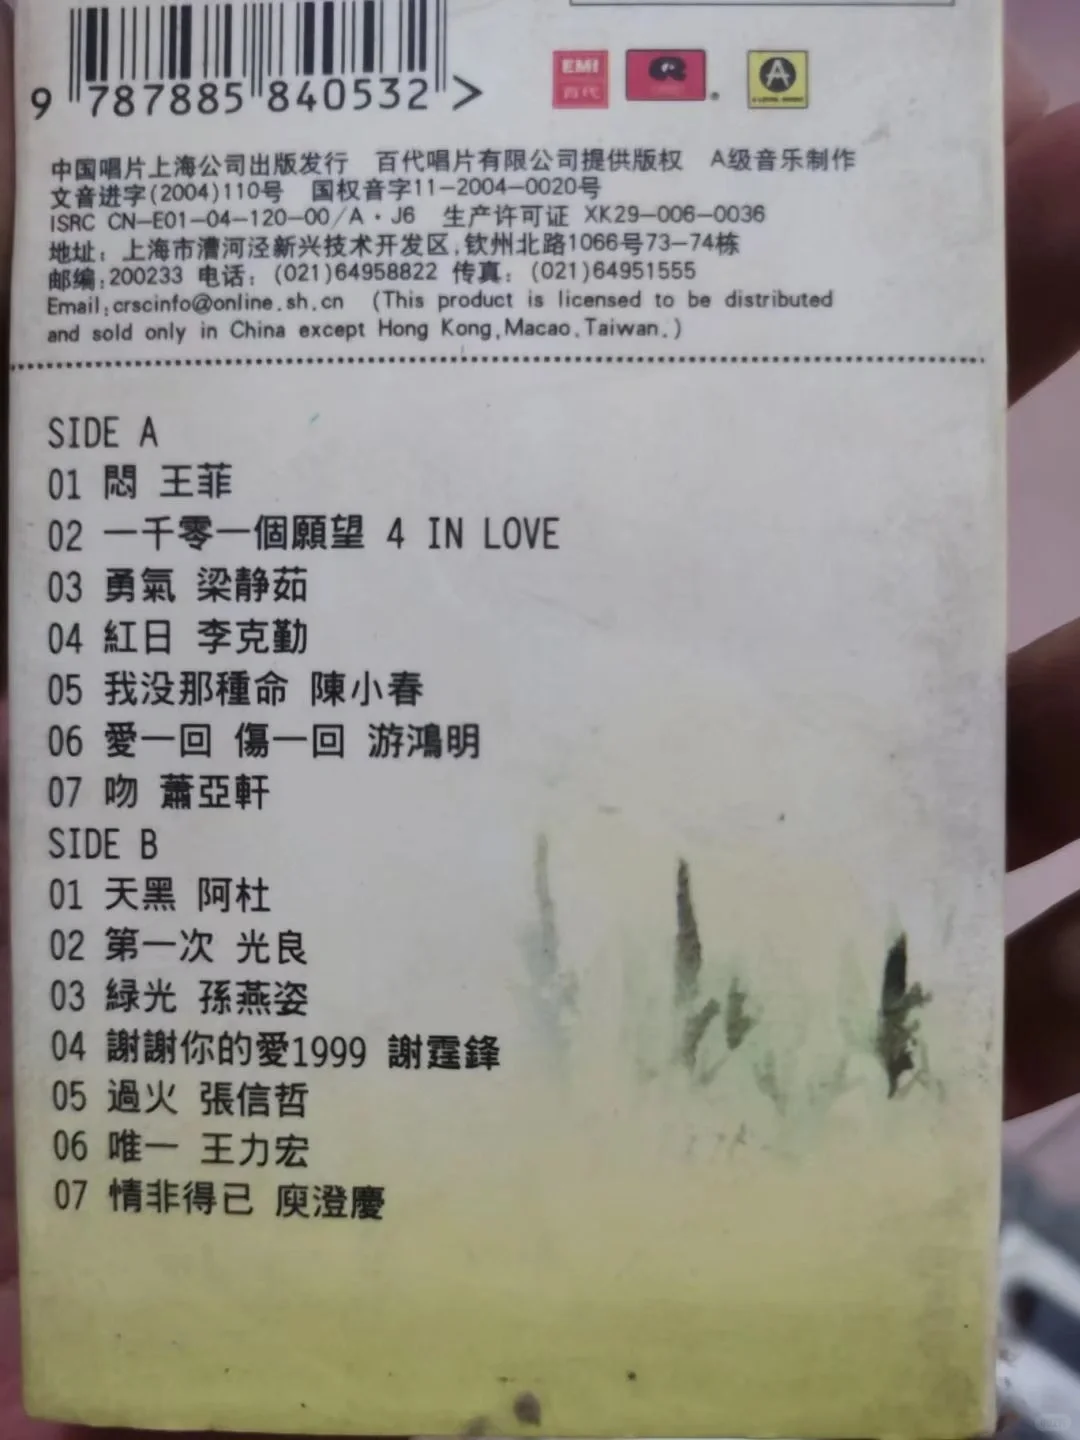 9 787885 840532 >
EMI
百代
A
中国唱片上海公司出版发行 百代唱片有限公司提供版权 A级音乐制作
文音进字(2004)110号 国权音字11-2004-0020号
ISRC CN-E01-04-120-00/A·J6 生产许可证 XK29-006-0036
地址：上海市漕河泾新兴技术开发区,钦州北路1066号73-74栋
邮编:200233 电话：(021)64958822 传真：(021)64951555
Email:crscinfo@online.sh.cn (This product is licensed to be distributed
and sold only in China except Hong Kong,Macao,Taiwan.)
SIDE A
01 悶 王菲
02 一千零一個願望 4 IN LOVE
03 勇氣 梁静茹
04 紅日 李克勤
05 我没那種命 陳小春
06 愛一回 傷一回 游鴻明
07 吻 蕭亞軒
SIDE B
01 天黑 阿杜
02 第一次 光良
03 緑光 孫燕姿
04 謝謝你的愛1999 謝霆鋒
05 過火 張信哲
06 唯一 王力宏
07 情非得已 庾澄慶